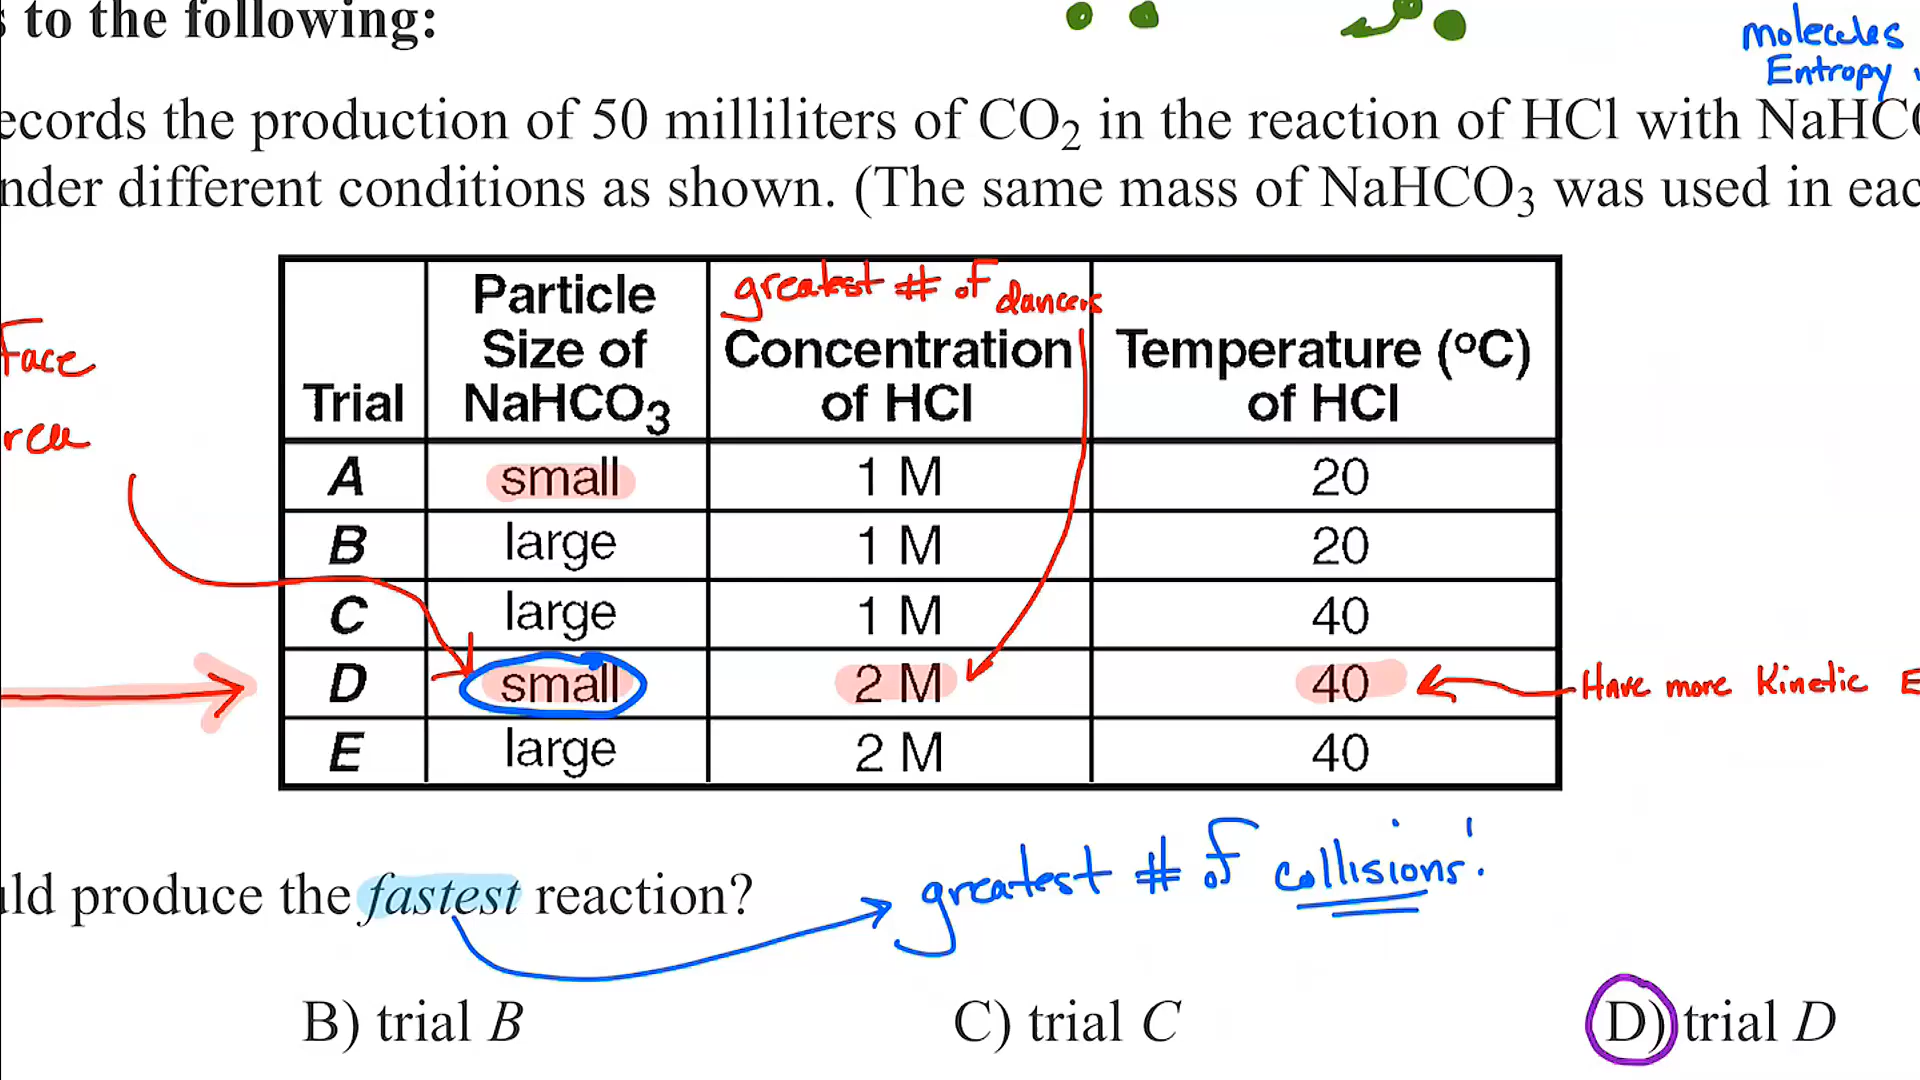 s to the following:
molecules
Entropy
ecords the production of 50 milliliters of CO₂ in the reaction of HCl with NaHCO
nder different conditions as shown. (The same mass of NaHCO₃ was used in eac
greatest # of dancers
Trial Particle Size of NaHCO₃ Concentration of HCl Temperature (°C) of HCl
face
rea
A small 1 M 20
B large 1 M 20
C large 1 M 40
D small 2 M 40
Have more Kinetic E
E large 2 M 40
greatest # of collisions!
uld produce the fastest reaction?
B) trial B C) trial C D) trial D